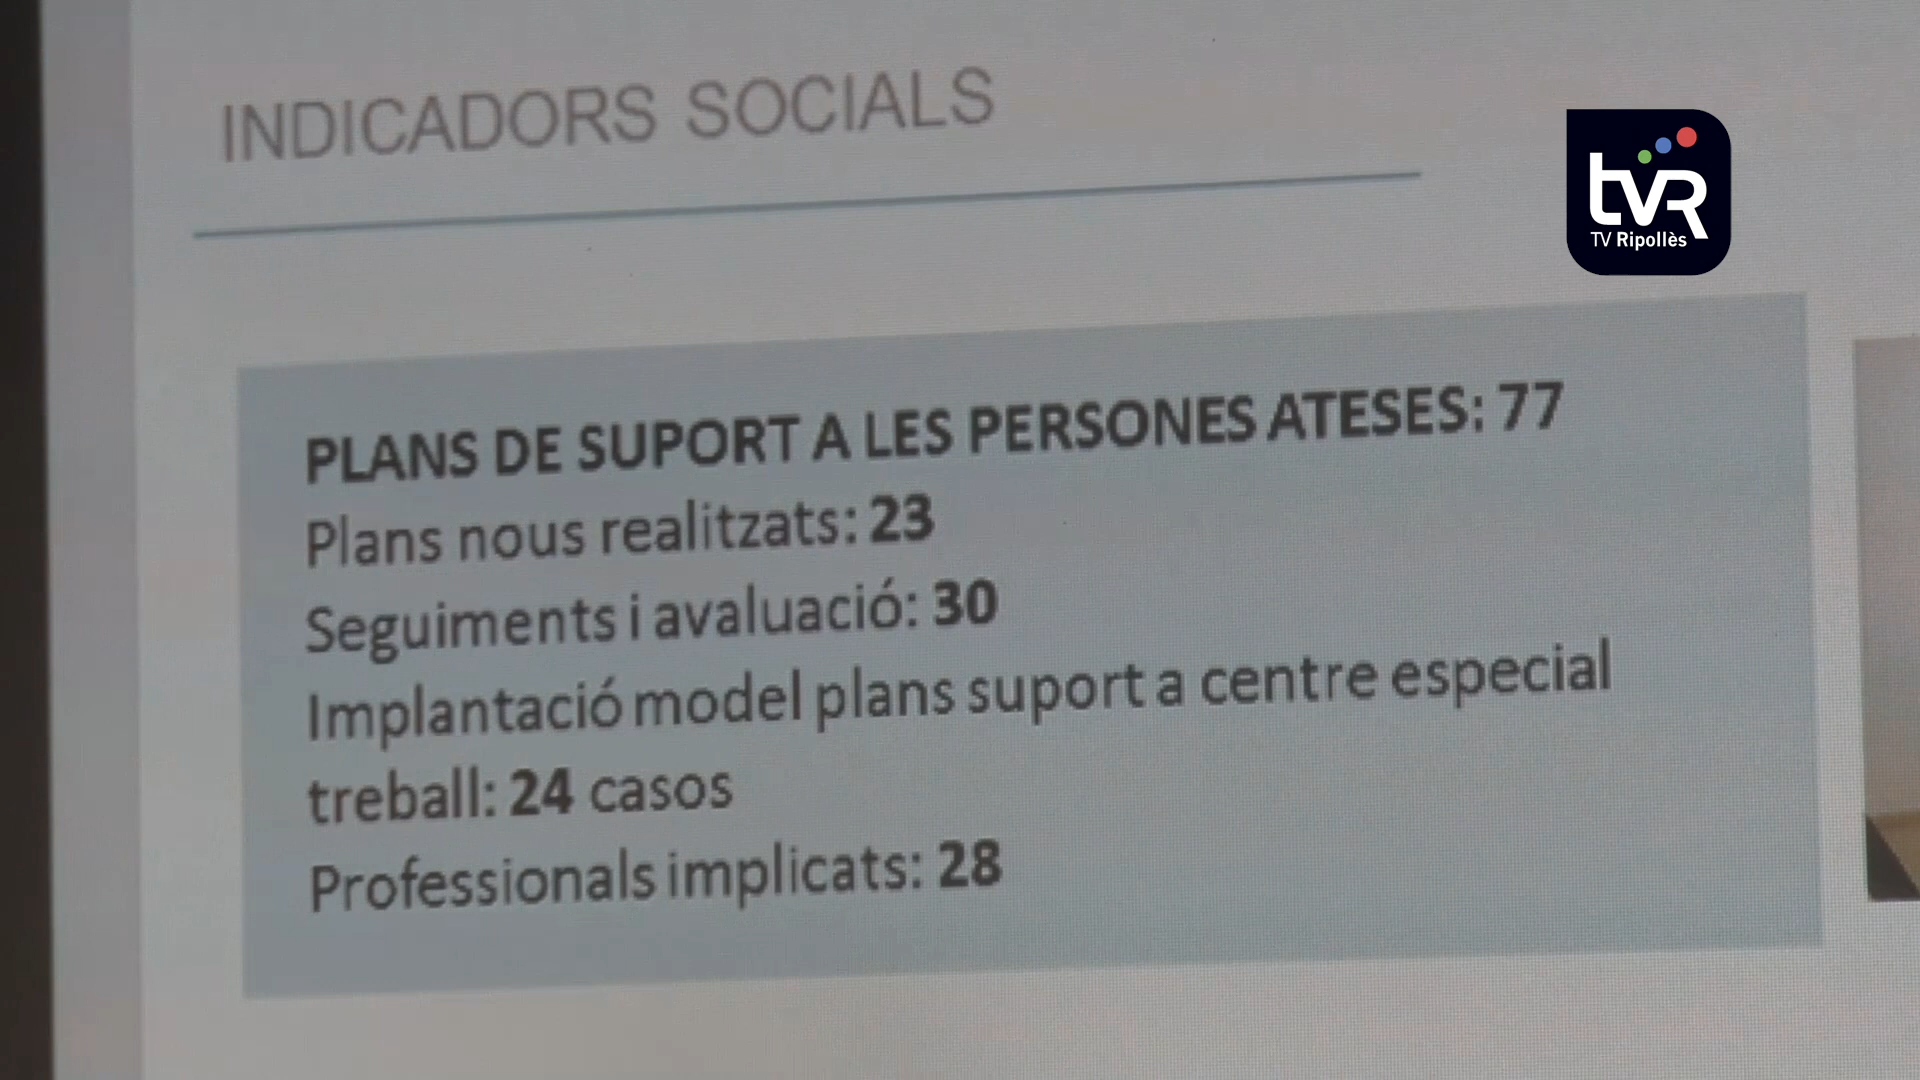 INDICADORS SOCIALS
tvR
TV Ripollès
PLANS DE SUPORT A LES PERSONES ATESES: 77
Plans nous realitzats: 23
Seguiments i avaluació: 30
Implantació model plans suport a centre especial
treball: 24 casos
Professionals implicats: 28